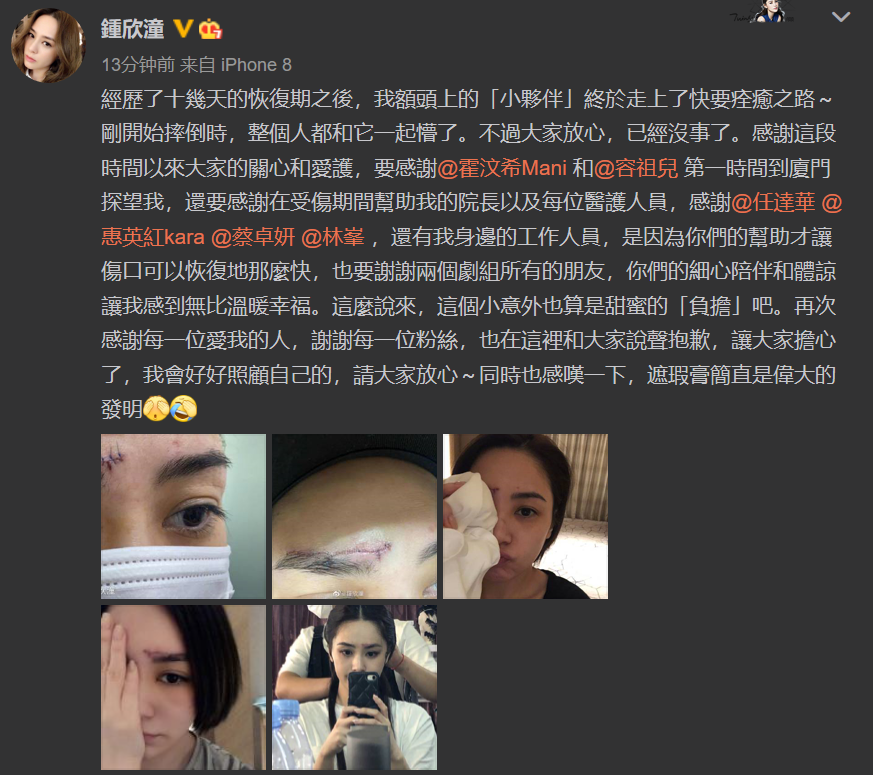 鍾欣潼
13分钟前 来自 iPhone 8
經歷了十幾天的恢復期之後，我額頭上的「小夥伴」終於走上了快要痊癒之路～
剛開始摔倒時，整個人都和它一起懵了。不過大家放心，已經沒事了。感謝這段
時間以來大家的關心和愛護，要感謝@霍汶希Mani 和@容祖兒 第一時間到廈門
探望我，還要感謝在受傷期間幫助我的院長以及每位醫護人員，感謝@任達華 @
惠英紅kara @蔡卓妍 @林峯 ，還有我身邊的工作人員，是因為你們的幫助才讓
傷口可以恢復地那麼快，也要謝謝兩個劇組所有的朋友，你們的細心陪伴和體諒
讓我感到無比溫暖幸福。這麼說來，這個小意外也算是甜蜜的「負擔」吧。再次
感謝每一位愛我的人，謝謝每一位粉絲，也在這裡和大家說聲抱歉，讓大家擔心
了，我會好好照顧自己的，請大家放心～同時也感嘆一下，遮瑕膏簡直是偉大的
發明